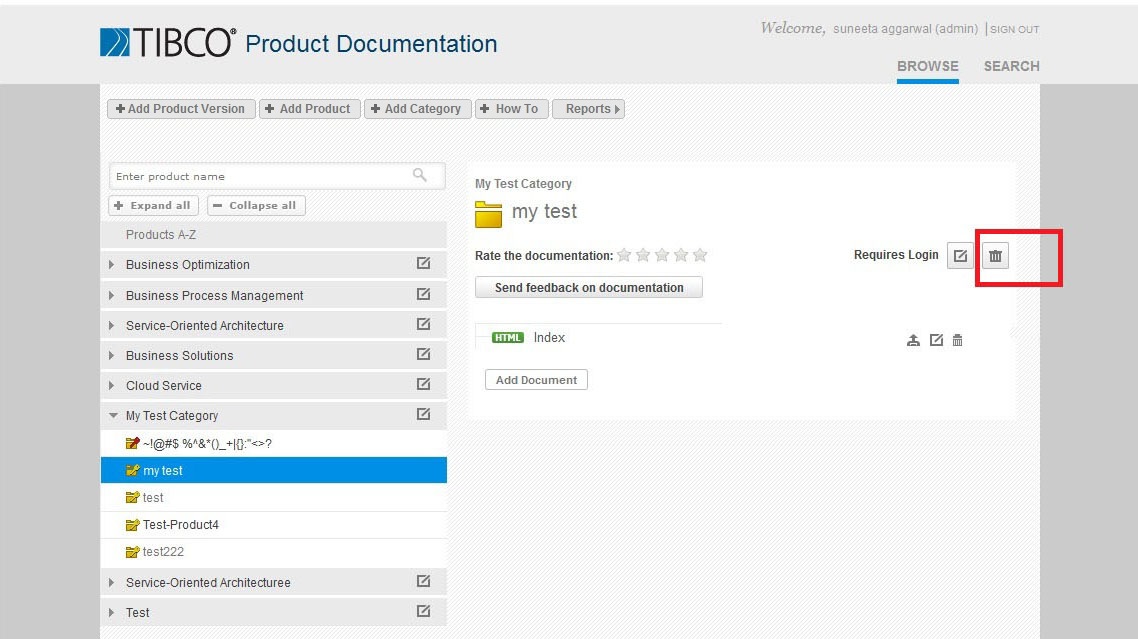 Welcome, suneeta aggarwal (admin) | SIGN OUT
TIBCO® Product Documentation
BROWSE SEARCH
Add Product Version Add Product Add Category How To Reports
Enter product name
Expand all Collapse all
Products A-Z
Business Optimization
Business Process Management
Service-Oriented Architecture
Business Solutions
Cloud Service
My Test Category
~!@#$ %^&*()_+|{}:"<>?
my test
test
Test-Product4
test222
Service-Oriented Architecturee
Test
My Test Category
my test
Rate the documentation: Requires Login
Send feedback on documentation
HTML Index
Add Document